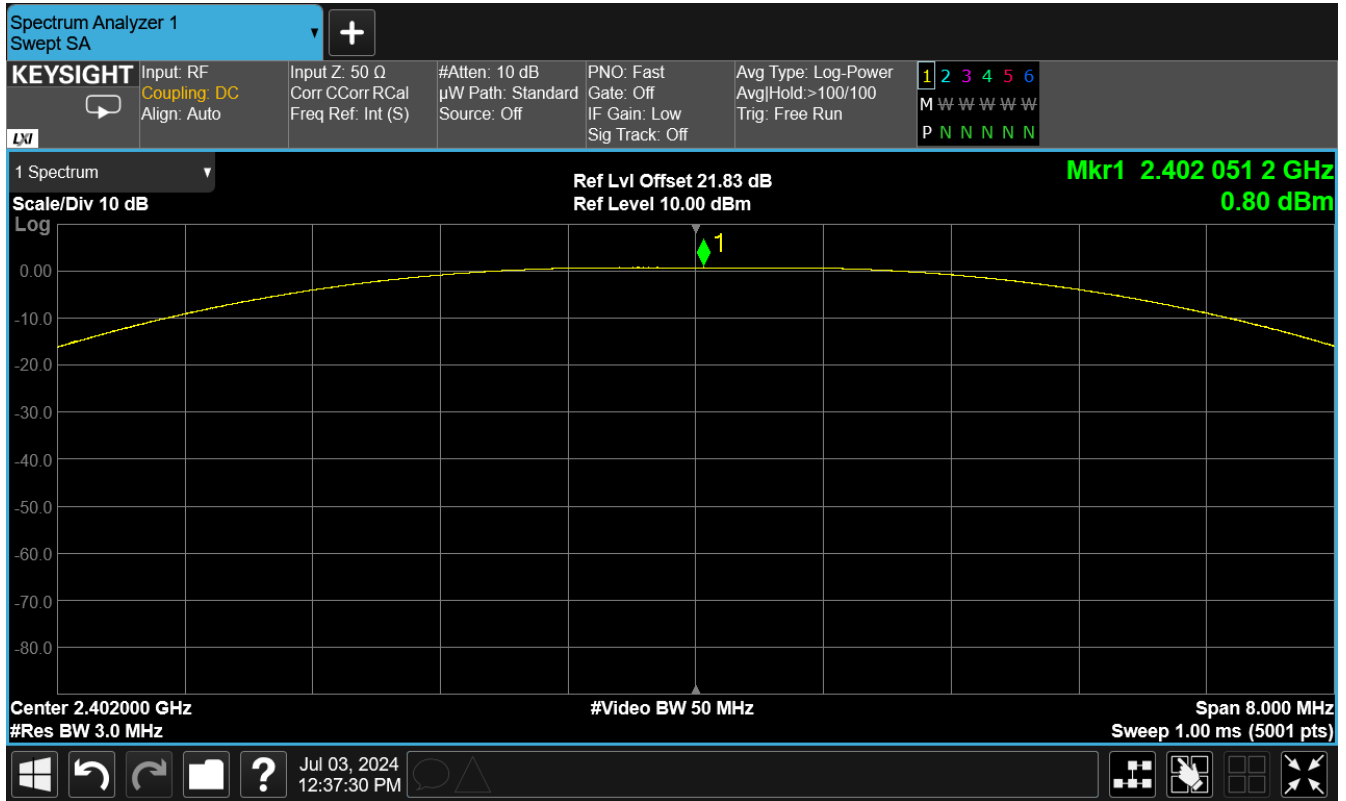 Spectrum Analyzer 1
Swept SA
KEYSIGHT
LXI
Input: RF
Coupling: DC
Align: Auto
Input Z: 50 Ω
Corr CCorr RCal
Freq Ref: Int (S)
#Atten: 10 dB
µW Path: Standard
Source: Off
PNO: Fast
Gate: Off
IF Gain: Low
Sig Track: Off
Avg Type: Log-Power
Avg|Hold:>100/100
Trig: Free Run
1 2 3 4 5 6
M W W W W W
P N N N N N
1 Spectrum
Scale/Div 10 dB
Log
Ref Lvl Offset 21.83 dB
Ref Level 10.00 dBm
Mkr1 2.402 051 2 GHz
0.80 dBm
1
0.00
-10.0
-20.0
-30.0
-40.0
-50.0
-60.0
-70.0
-80.0
Center 2.402000 GHz
#Res BW 3.0 MHz
#Video BW 50 MHz
Span 8.000 MHz
Sweep 1.00 ms (5001 pts)
?
Jul 03, 2024
12:37:30 PM